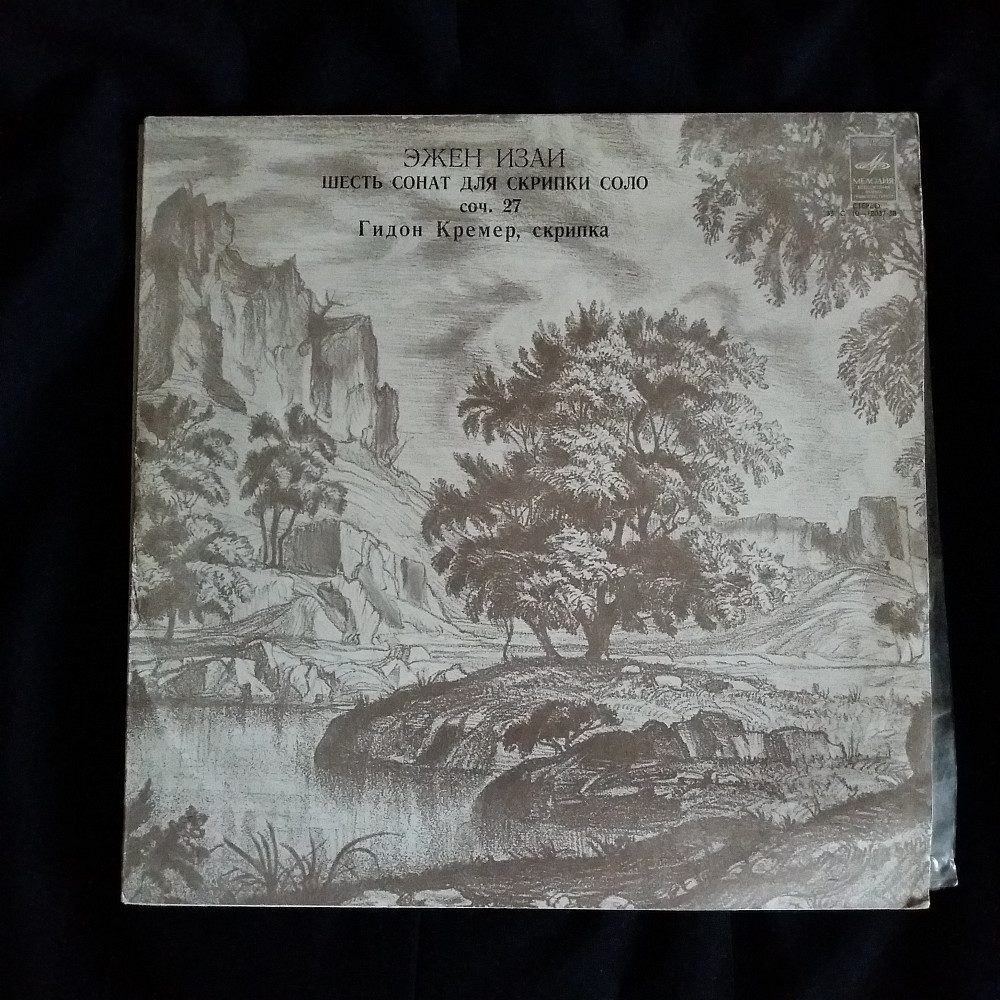 ЭЖЕН ИЗАИ
ШЕСТЬ СОНАТ ДЛЯ СКРИПКИ СОЛО
соч. 27
Гидон Кремер, скрипка
МЕЛОДИЯ
СТЕРЕО